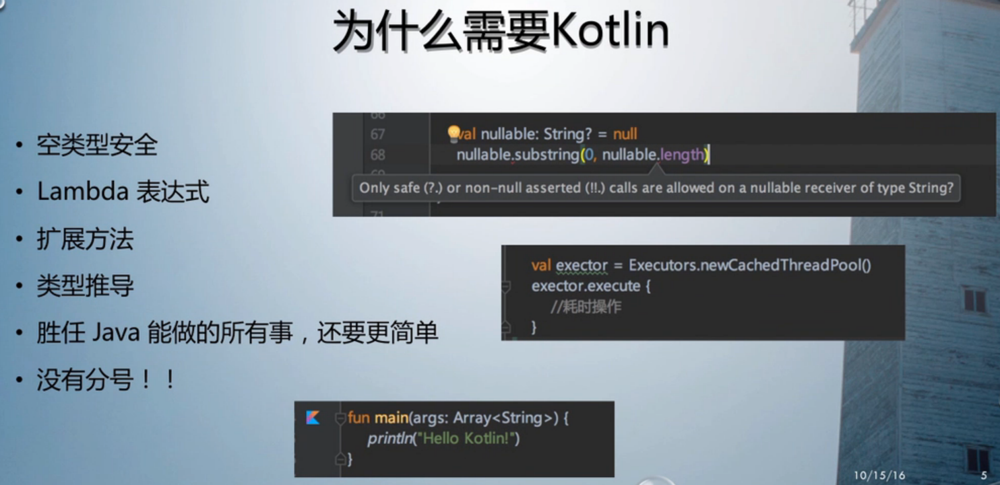 为什么需要Kotlin
• 空类型安全
• Lambda 表达式
• 扩展方法
• 类型推导
• 胜任 Java 能做的所有事，还要更简单
• 没有分号！！
66
67 val nullable: String? = null
68 nullable.substring(0, nullable.length)
69
Only safe (?.) or non-null asserted (!!.) calls are allowed on a nullable receiver of type String?
71
val exector = Executors.newCachedThreadPool()
exector.execute {
//耗时操作
}
fun main(args: Array<String>) {
println("Hello Kotlin!")
}
10/15/16
5